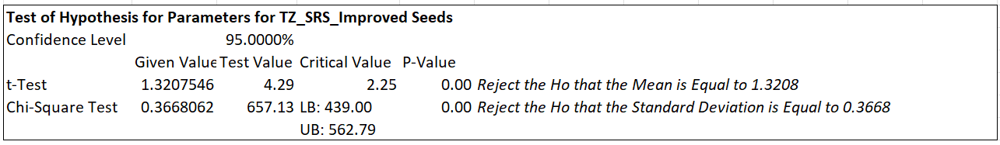 Test of Hypothesis for Parameters for TZ_SRS_Improved Seeds
Confidence Level 95.0000%
Given Value Test Value Critical Value P-Value
t-Test 1.3207546 4.29 2.25 0.00 Reject the Ho that the Mean is Equal to 1.3208
Chi-Square Test 0.3668062 657.13 LB: 439.00 0.00 Reject the Ho that the Standard Deviation is Equal to 0.3668
UB: 562.79